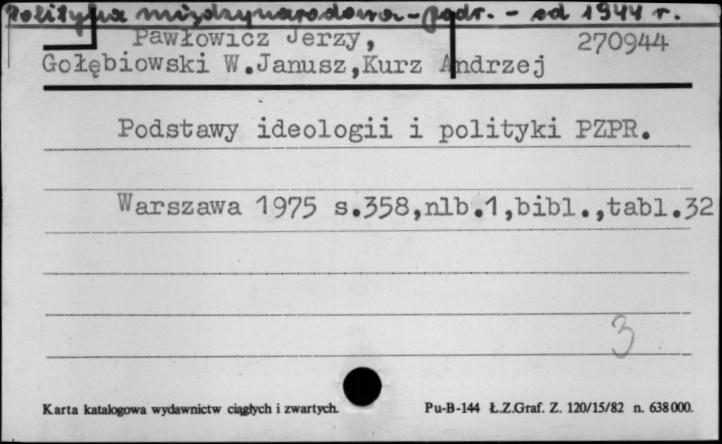 Polityka międzynarodowa - podr. - od 1944 r.
Pawłowicz Jerzy, 270944
Gołębiowski W.Janusz,Kurz Andrzej
Podstawy ideologii i polityki PZPR.
Warszawa 1975 s.358,nlb.1,bibl.,tabl.32
3
Karta katalogowa wydawnictw ciągłych i zwartych. Pu-B-144 Ł.Z.Graf. Z. 120/15/82 n. 638000.